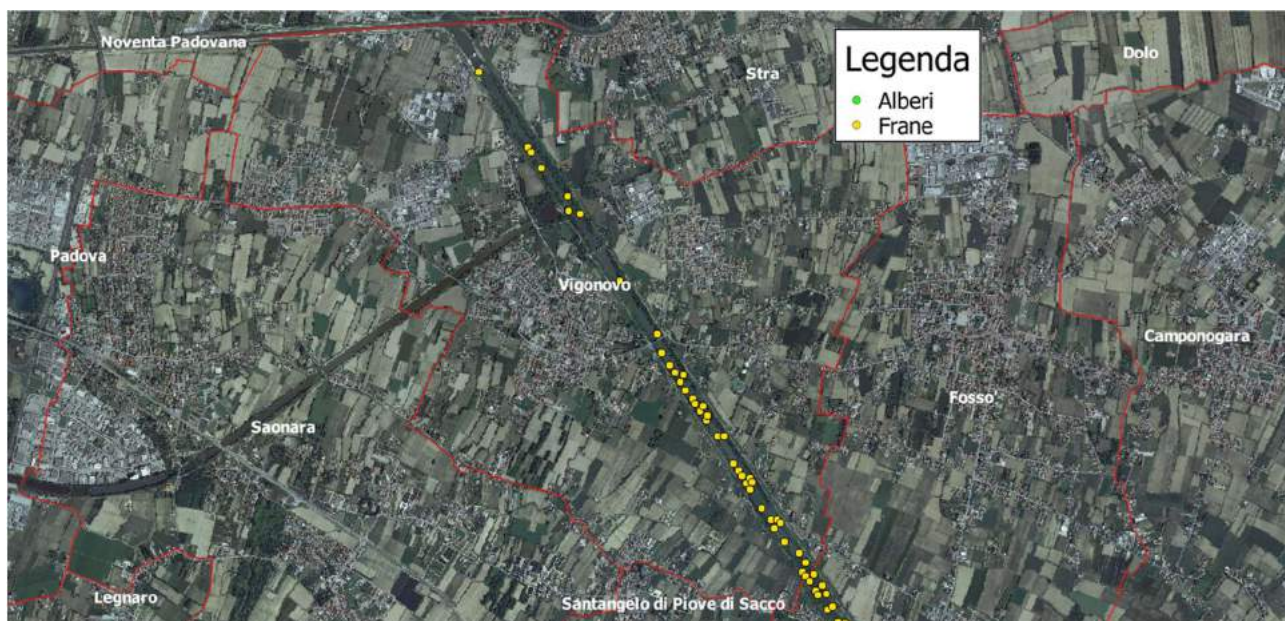 Noventa Padovana
Dolo
Stra
Legenda
Alberi
Frane
Padova
Vigonovo
Camponogara
Fosso'
Saonara
Legnaro
Santangelo di Piove di Sacco